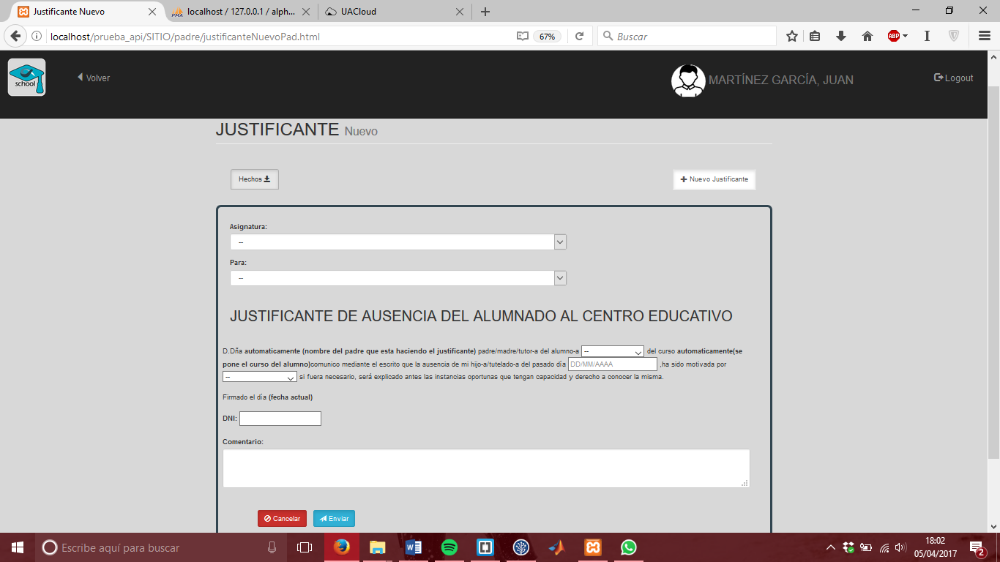 Justificante Nuevo
localhost / 127.0.0.1 / alph...
UACloud
localhost/prueba_api/SITIO/padre/justificanteNuevoPad.html
67%
Buscar
ABP
school
Volver
MARTÍNEZ GARCÍA, JUAN
Logout
JUSTIFICANTE Nuevo
Hechos
Nuevo Justificante
Asignatura:
--
Para:
--
JUSTIFICANTE DE AUSENCIA DEL ALUMNADO AL CENTRO EDUCATIVO
D.Dña automaticamente (nombre del padre que esta haciendo el justificante) padre/madre/tutor-a del alumno-a -- del curso automaticamente(se
pone el curso del alumno)comunico mediante el escrito que la ausencia de mi hijo-a/tutelado-a del pasado día DD/MM/AAAA ,ha sido motivada por
-- si fuera necesario, será explicado antes las instancias oportunas que tengan capacidad y derecho a conocer la misma.
Firmado el día (fecha actual)
DNI:
Comentario:
Cancelar
Enviar
Escribe aquí para buscar
18:02
05/04/2017
2